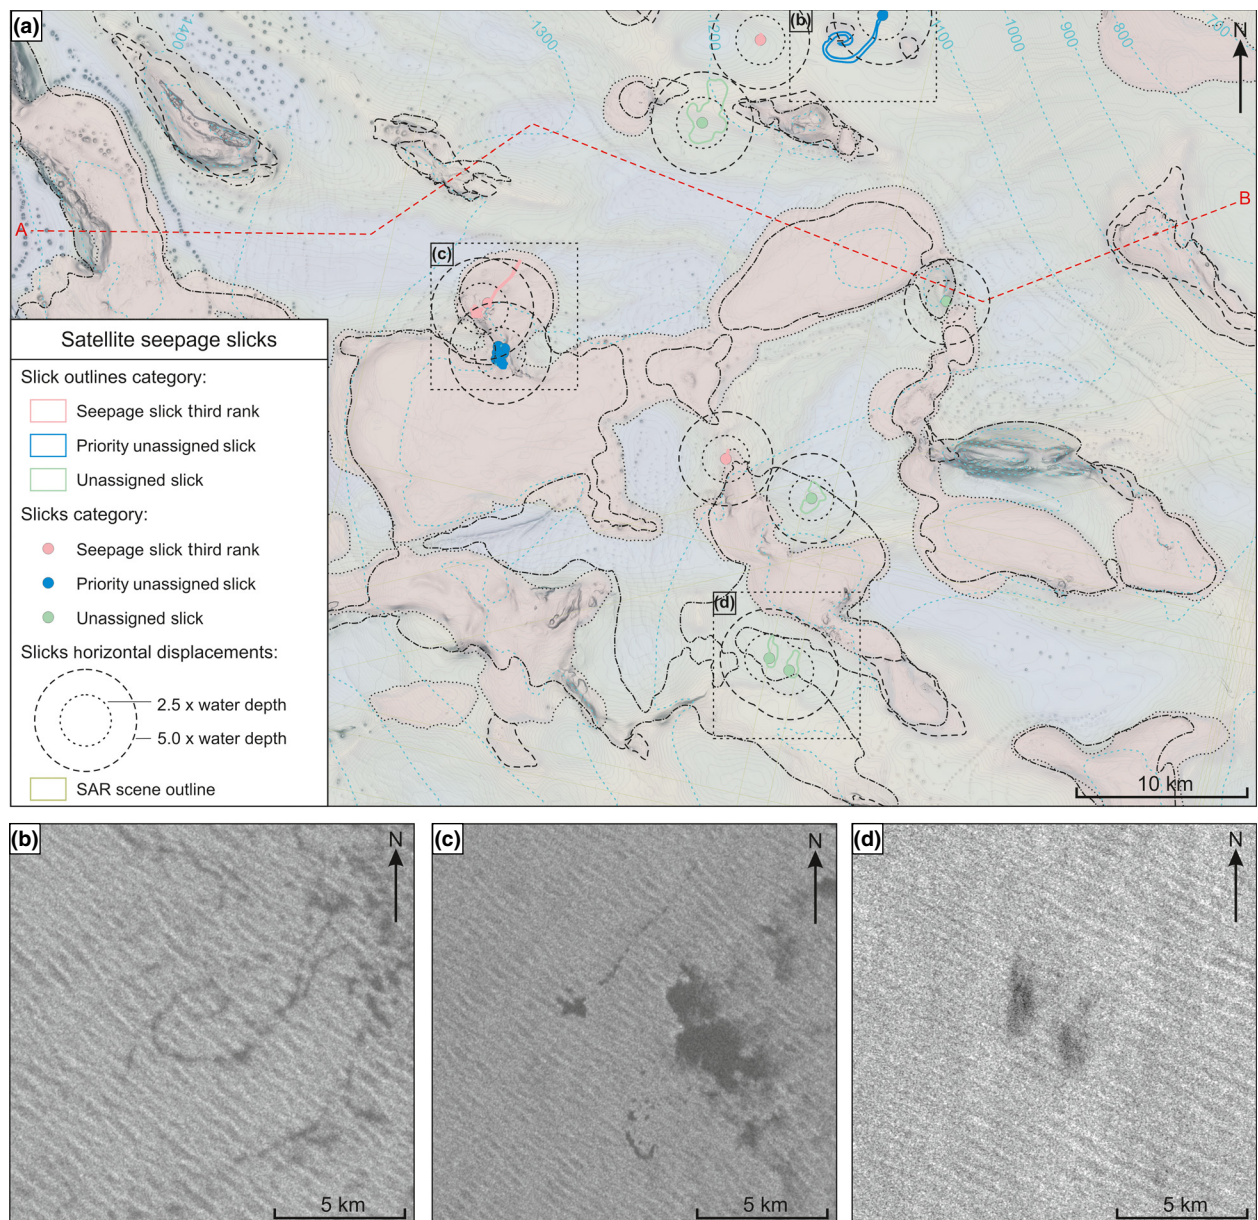 (a)
1400
1300
1200
(b)
1100
1000
900
800
700
N
A
B
(c)
(d)
Satellite seepage slicks
Slick outlines category:
Seepage slick third rank
Priority unassigned slick
Unassigned slick
Slicks category:
Seepage slick third rank
Priority unassigned slick
Unassigned slick
Slicks horizontal displacements:
2.5 x water depth
5.0 x water depth
SAR scene outline
10 km
(b)
N
5 km
(c)
N
5 km
(d)
N
5 km